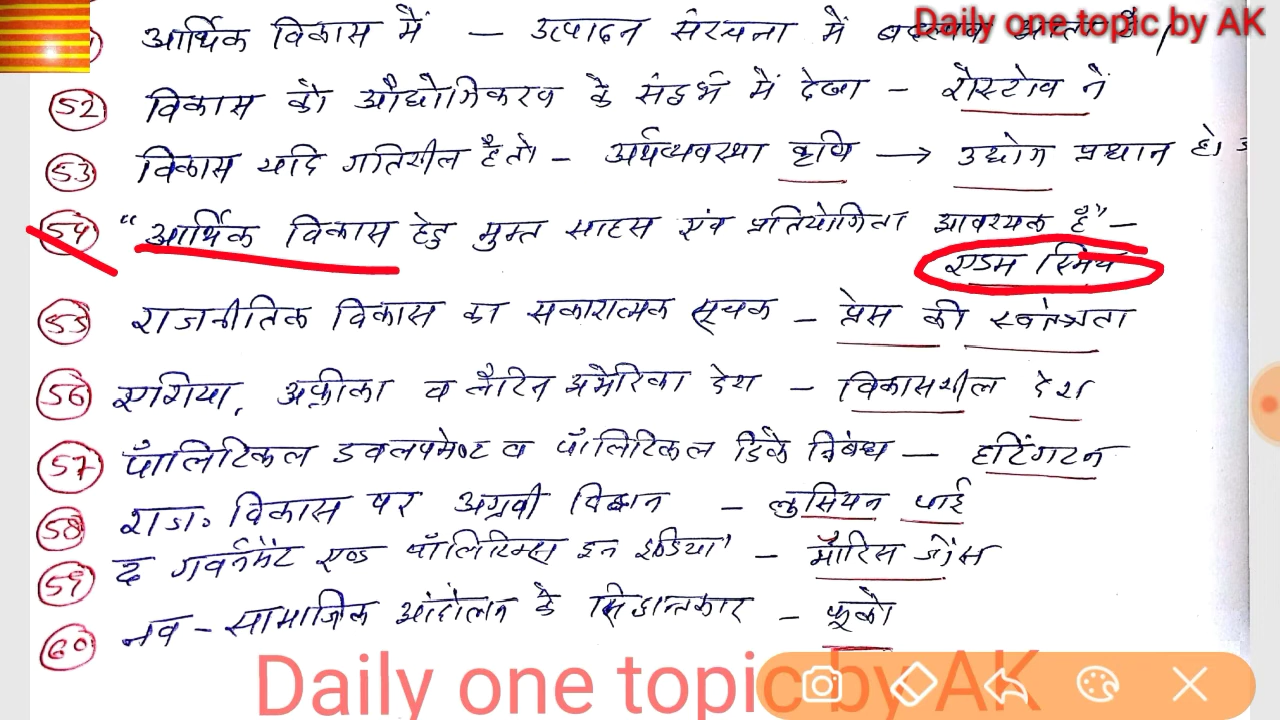 Daily one topic by AK
आर्थिक विकास में — उत्पादन संरचना में
52 विकास को औद्योगिकरण के संदर्भ में देखा - रोस्टोव ने
53 विकास यदि गतिशील है तो - अर्थव्यवस्था कृषि → उद्योग प्रधान हो
54 "आर्थिक विकास हेतु मुक्त साहस एंव प्रतियोगिता आवश्यक है" -
एडम स्मिथ
55 राजनीतिक विकास का सकारात्मक सूचक - प्रेस की स्वतंत्रता
56 एशिया, अफ्रीका व लैटिन अमेरिका देश - विकासशील देश
57 पॉलिटिकल डवलपमेण्ट व पॉलिटिकल डिके निबंध — हटिंगटन
58 राज० विकास पर अग्रणी विद्वान - लुसियन पाई
59 द गवर्नमेंट एण्ड पॉलिटिक्स इन इण्डिया' - मॉरिस जोंस
60 नव - सामाजिक आंदोलन के सिद्धान्तकार - फूको
Daily one topic by AK